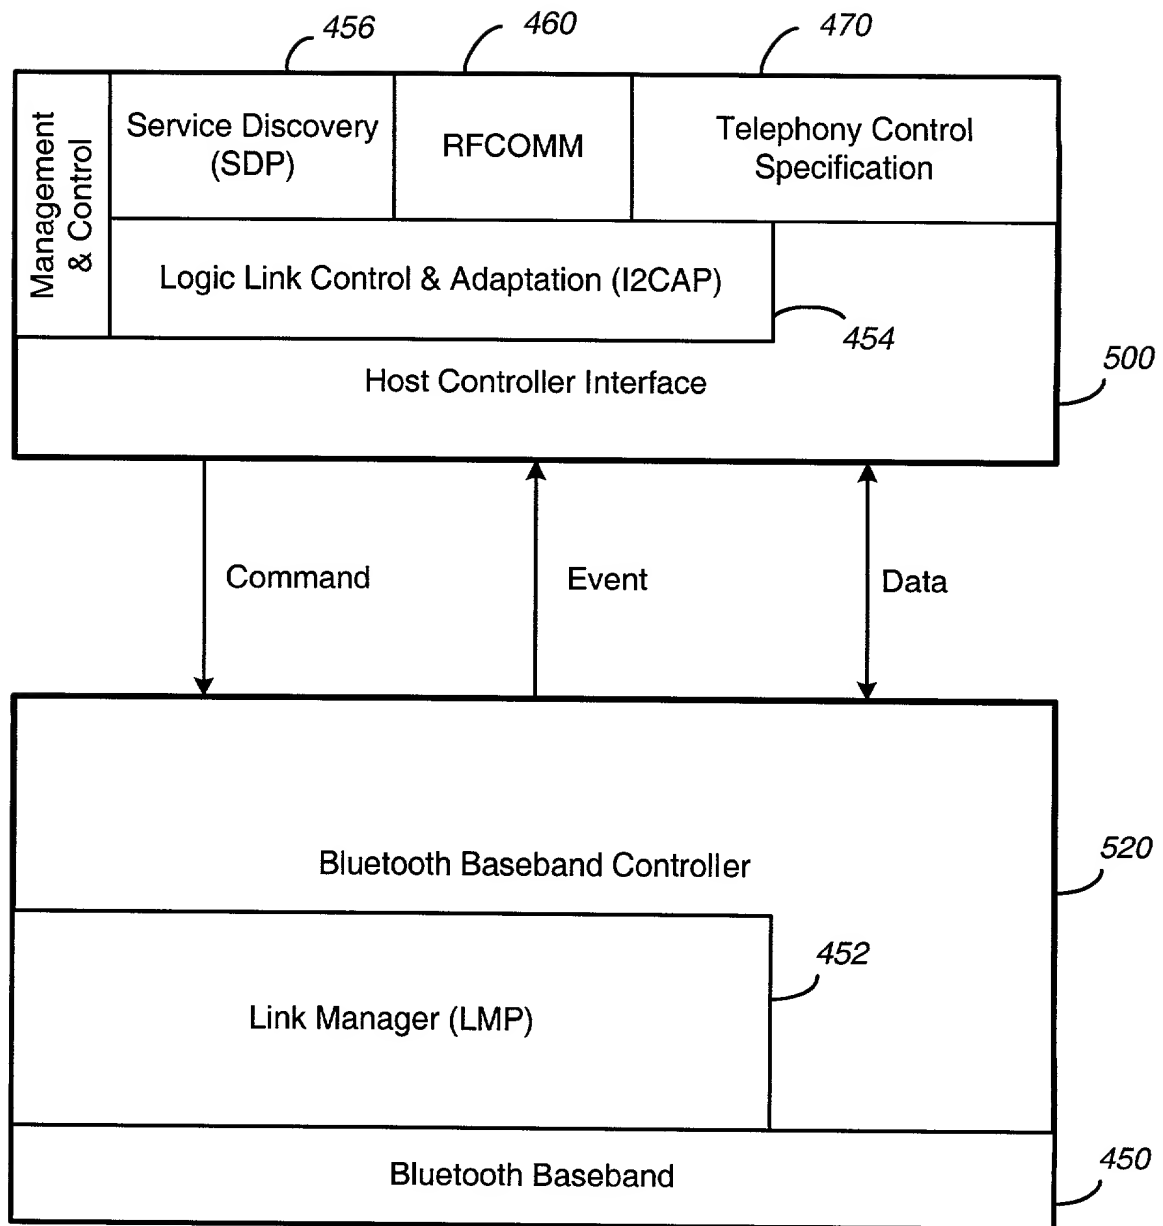 456
460
470
Management
& Control
Service Discovery
(SDP)
RFCOMM
Telephony Control
Specification
Logic Link Control & Adaptation (I2CAP)
454
500
Host Controller Interface
Command
Event
Data
Bluetooth Baseband Controller
520
452
Link Manager (LMP)
Bluetooth Baseband
450